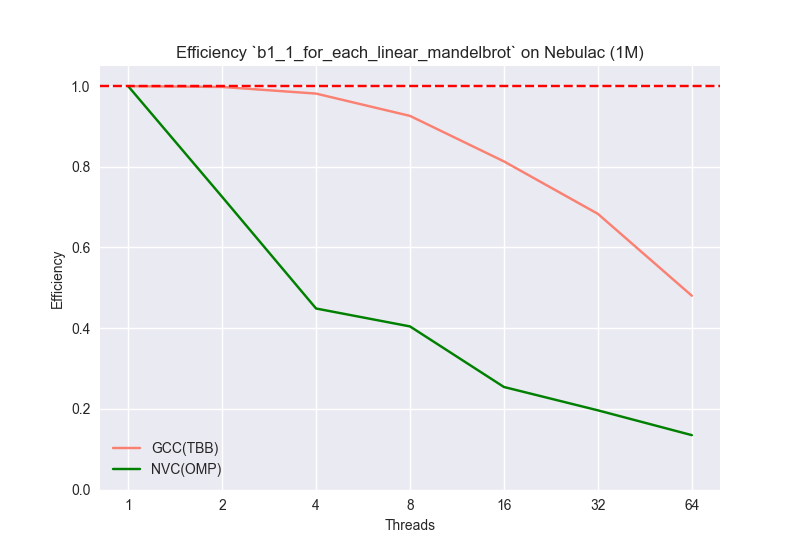 Efficiency `b1_1_for_each_linear_mandelbrot` on Nebulac (1M)
1.0
0.8
0.6
0.4
0.2
0.0
Efficiency
GCC(TBB)
NVC(OMP)
1 2 4 8 16 32 64
Threads